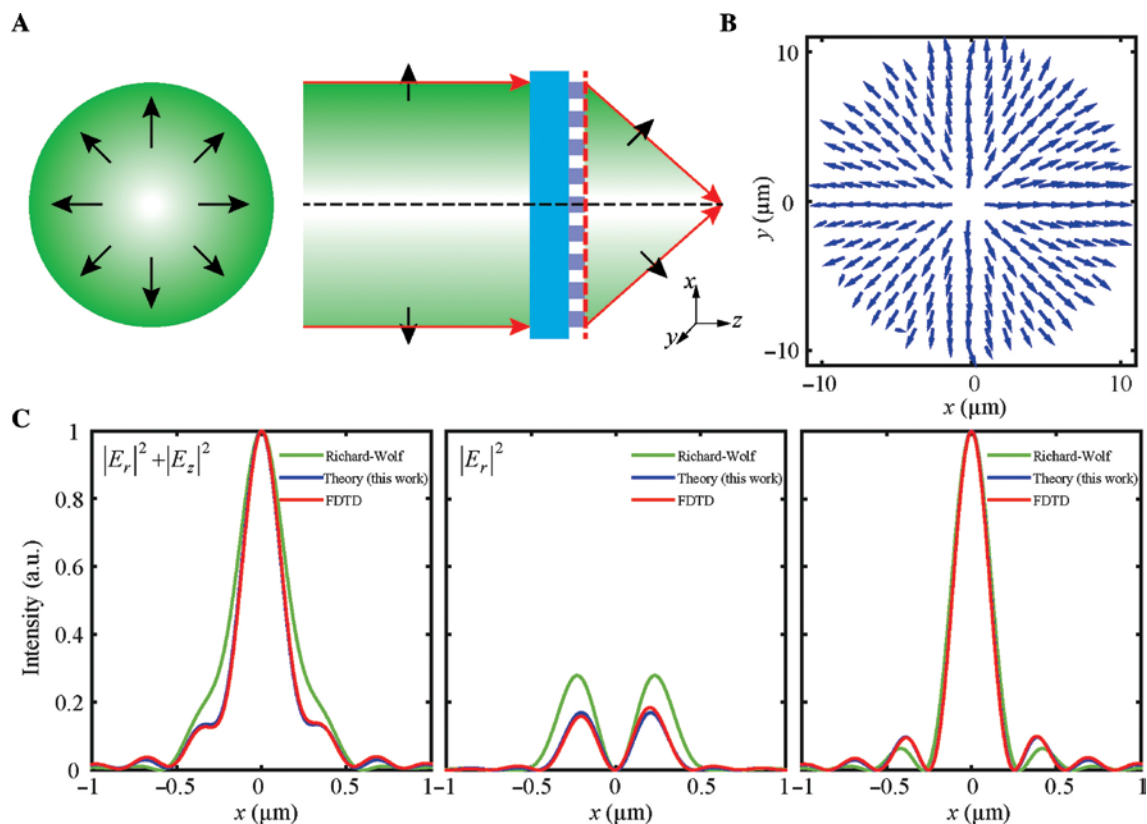 A
B
x
y
z
10
0
−10
y (µm)
−10
0
10
x (µm)
C
|E_r|^2 + |E_z|^2
Richard-Wolf
Theory (this work)
FDTD
|E_r|^2
Richard-Wolf
Theory (this work)
FDTD
Richard-Wolf
Theory (this work)
FDTD
1
0.8
0.6
0.4
0.2
0
Intensity (a.u.)
−1 −0.5 0 0.5 1
−1 −0.5 0 0.5 1
−1 −0.5 0 0.5 1
x (µm)
x (µm)
x (µm)